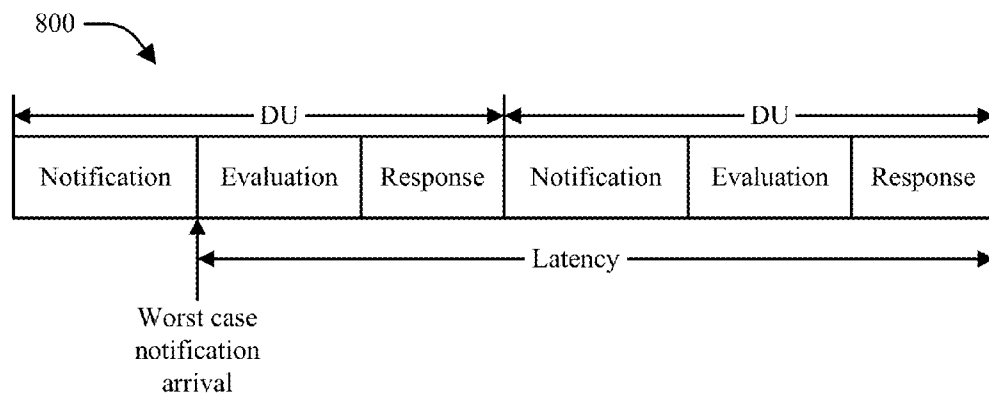 800
DU DU
Notification Evaluation Response Notification Evaluation Response
Latency
Worst case
notification
arrival